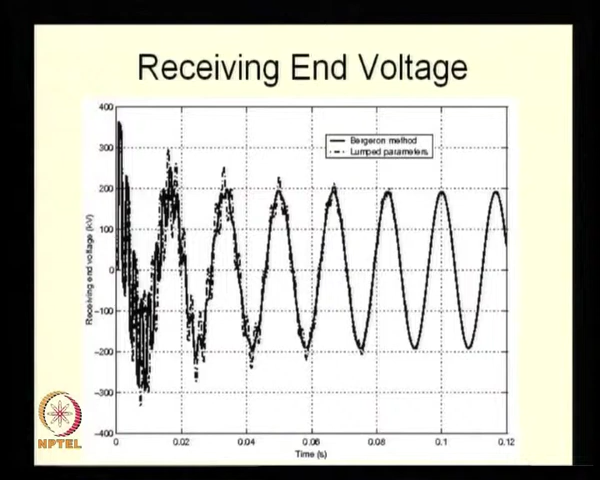 Receiving End Voltage
400
300
200
100
0
-100
-200
-300
-400
Receiving end voltage (kV)
Bergeron method
Lumped parameters
0
0.02
0.04
0.06
0.08
0.1
0.12
Time (s)
NPTEL